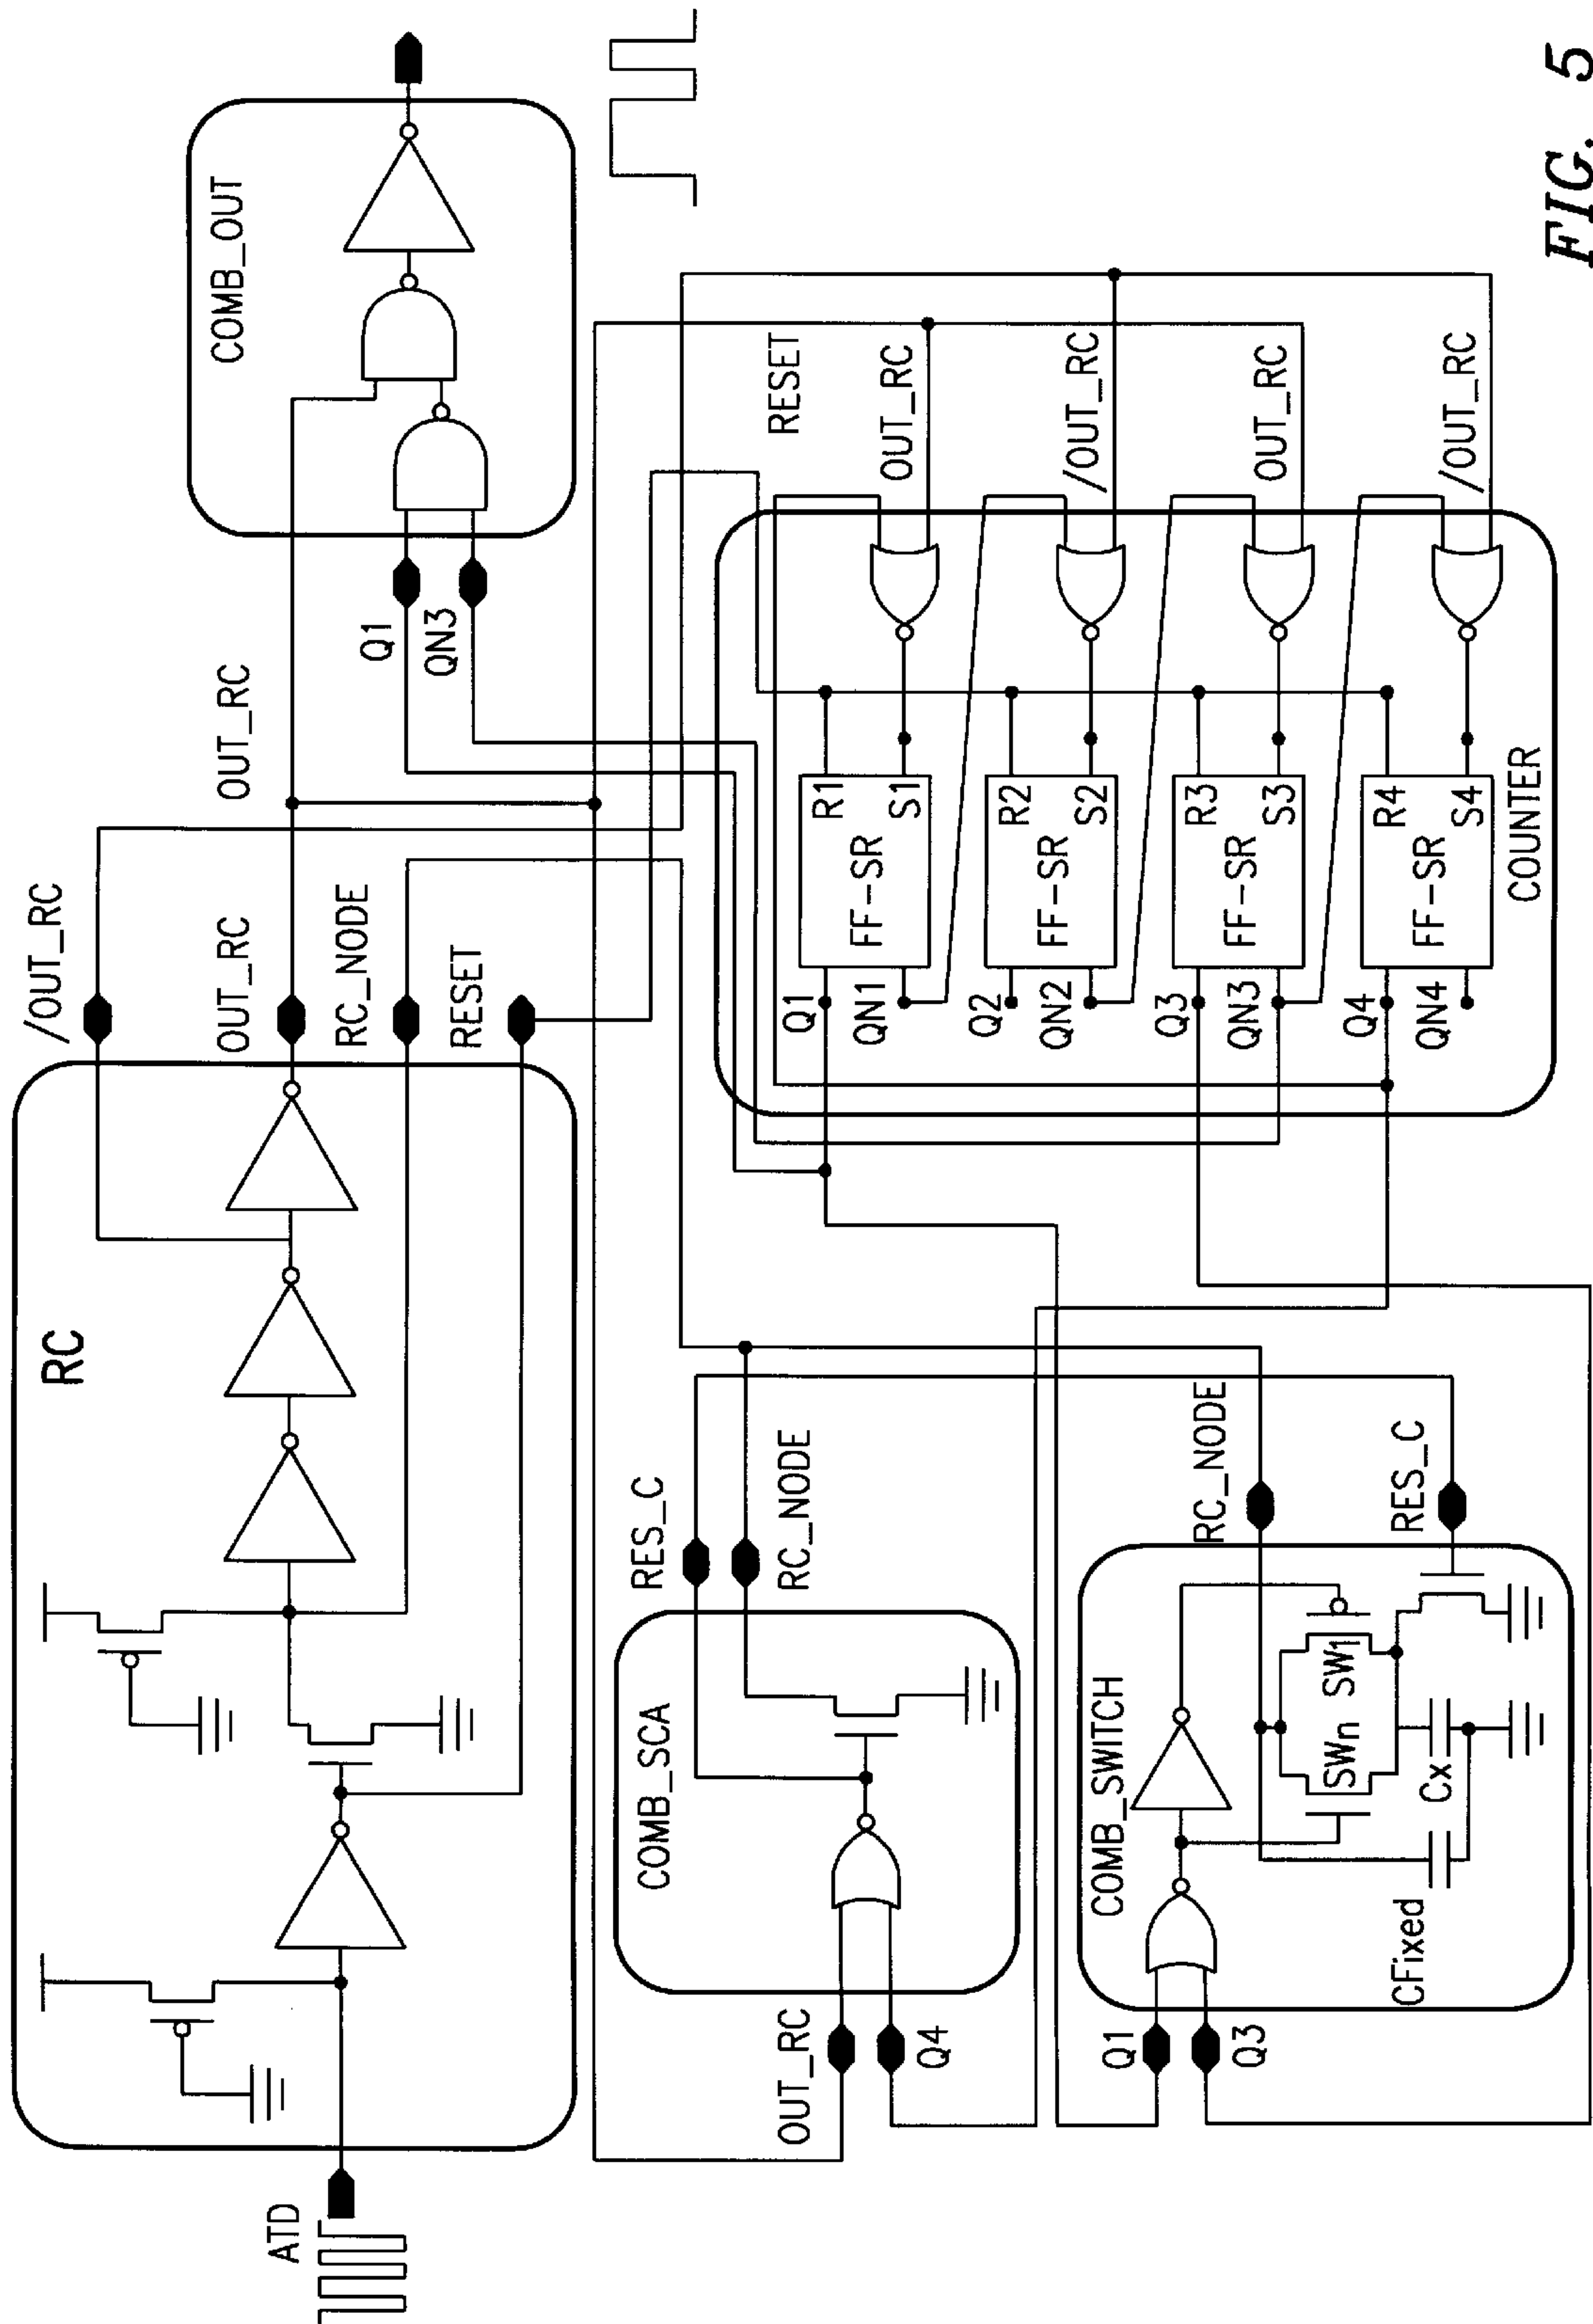 ATD
RC
/OUT_RC
OUT_RC
RC_NODE
RESET
OUT_RC
Q1
QN3
COMB_OUT
COMB_SCA
OUT_RC
Q4
RES_C
RC_NODE
COMB_SWITCH
Q1
Q3
CFixed
Cx
SWn
SW1
RC_NODE
RES_C
RESET
Q1
QN1
FF-SR
R1
S1
OUT_RC
Q2
QN2
FF-SR
R2
S2
/OUT_RC
Q3
QN3
FF-SR
R3
S3
OUT_RC
Q4
QN4
FF-SR
R4
S4
/OUT_RC
COUNTER
FIG. 5